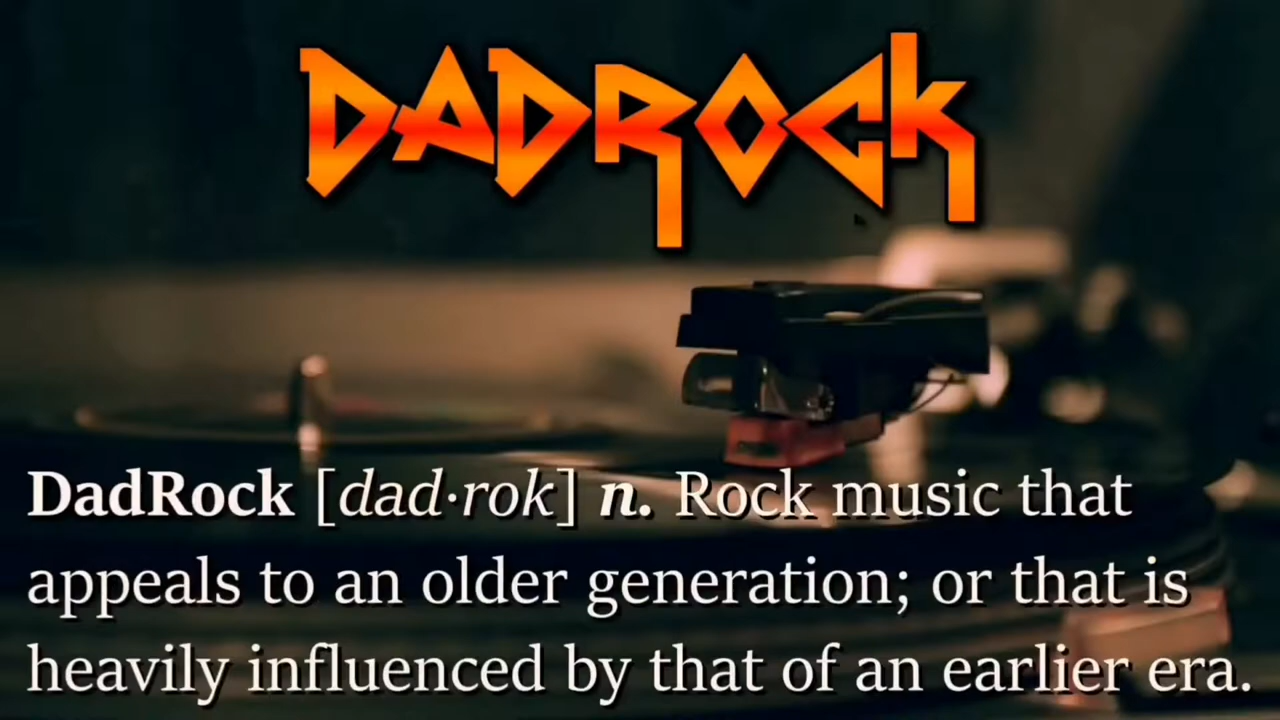 DADROCK
DadRock [dad·rok] n. Rock music that
appeals to an older generation; or that is
heavily influenced by that of an earlier era.